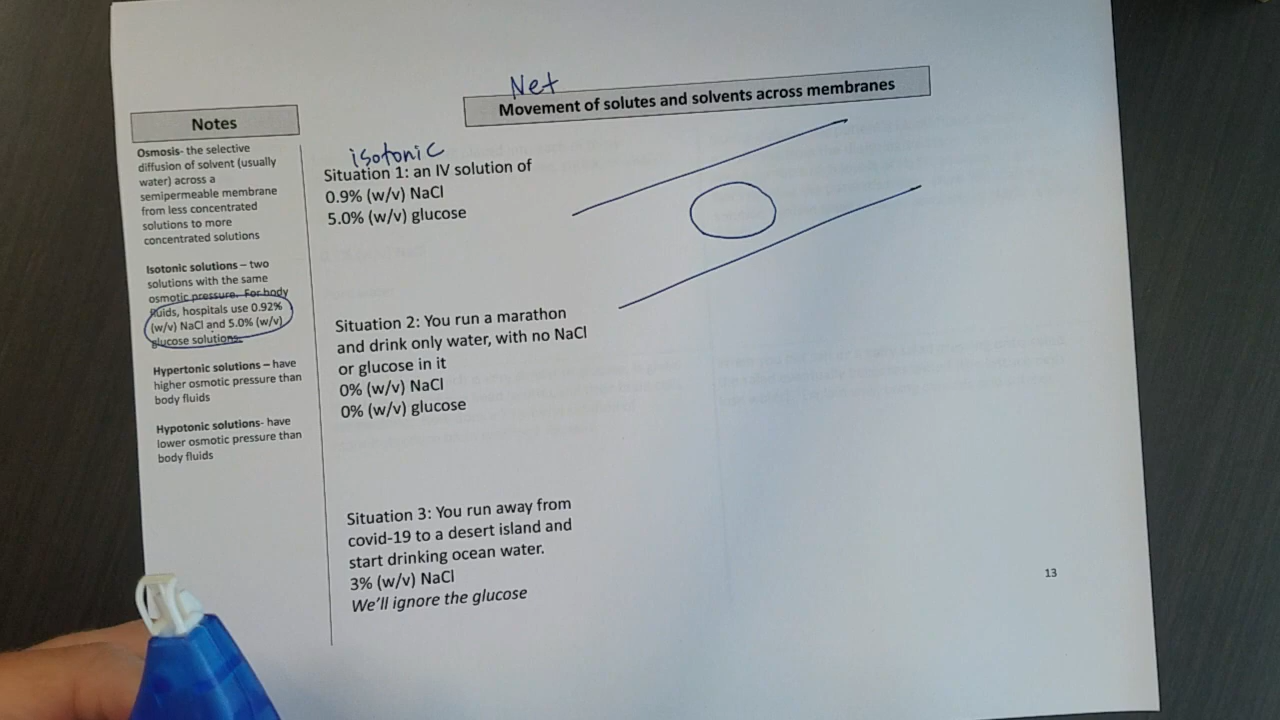 Net
Movement of solutes and solvents across membranes
Notes
Osmosis- the selective
diffusion of solvent (usually
water) across a
semipermeable membrane
from less concentrated
solutions to more
concentrated solutions
Isotonic solutions – two
solutions with the same
osmotic pressure. For body
fluids, hospitals use 0.92%
(w/v) NaCl and 5.0% (w/v)
glucose solutions.
Hypertonic solutions – have
higher osmotic pressure than
body fluids
Hypotonic solutions- have
lower osmotic pressure than
body fluids
isotonic
Situation 1: an IV solution of
0.9% (w/v) NaCl
5.0% (w/v) glucose
Situation 2: You run a marathon
and drink only water, with no NaCl
or glucose in it
0% (w/v) NaCl
0% (w/v) glucose
Situation 3: You run away from
covid-19 to a desert island and
start drinking ocean water.
3% (w/v) NaCl
We'll ignore the glucose
13